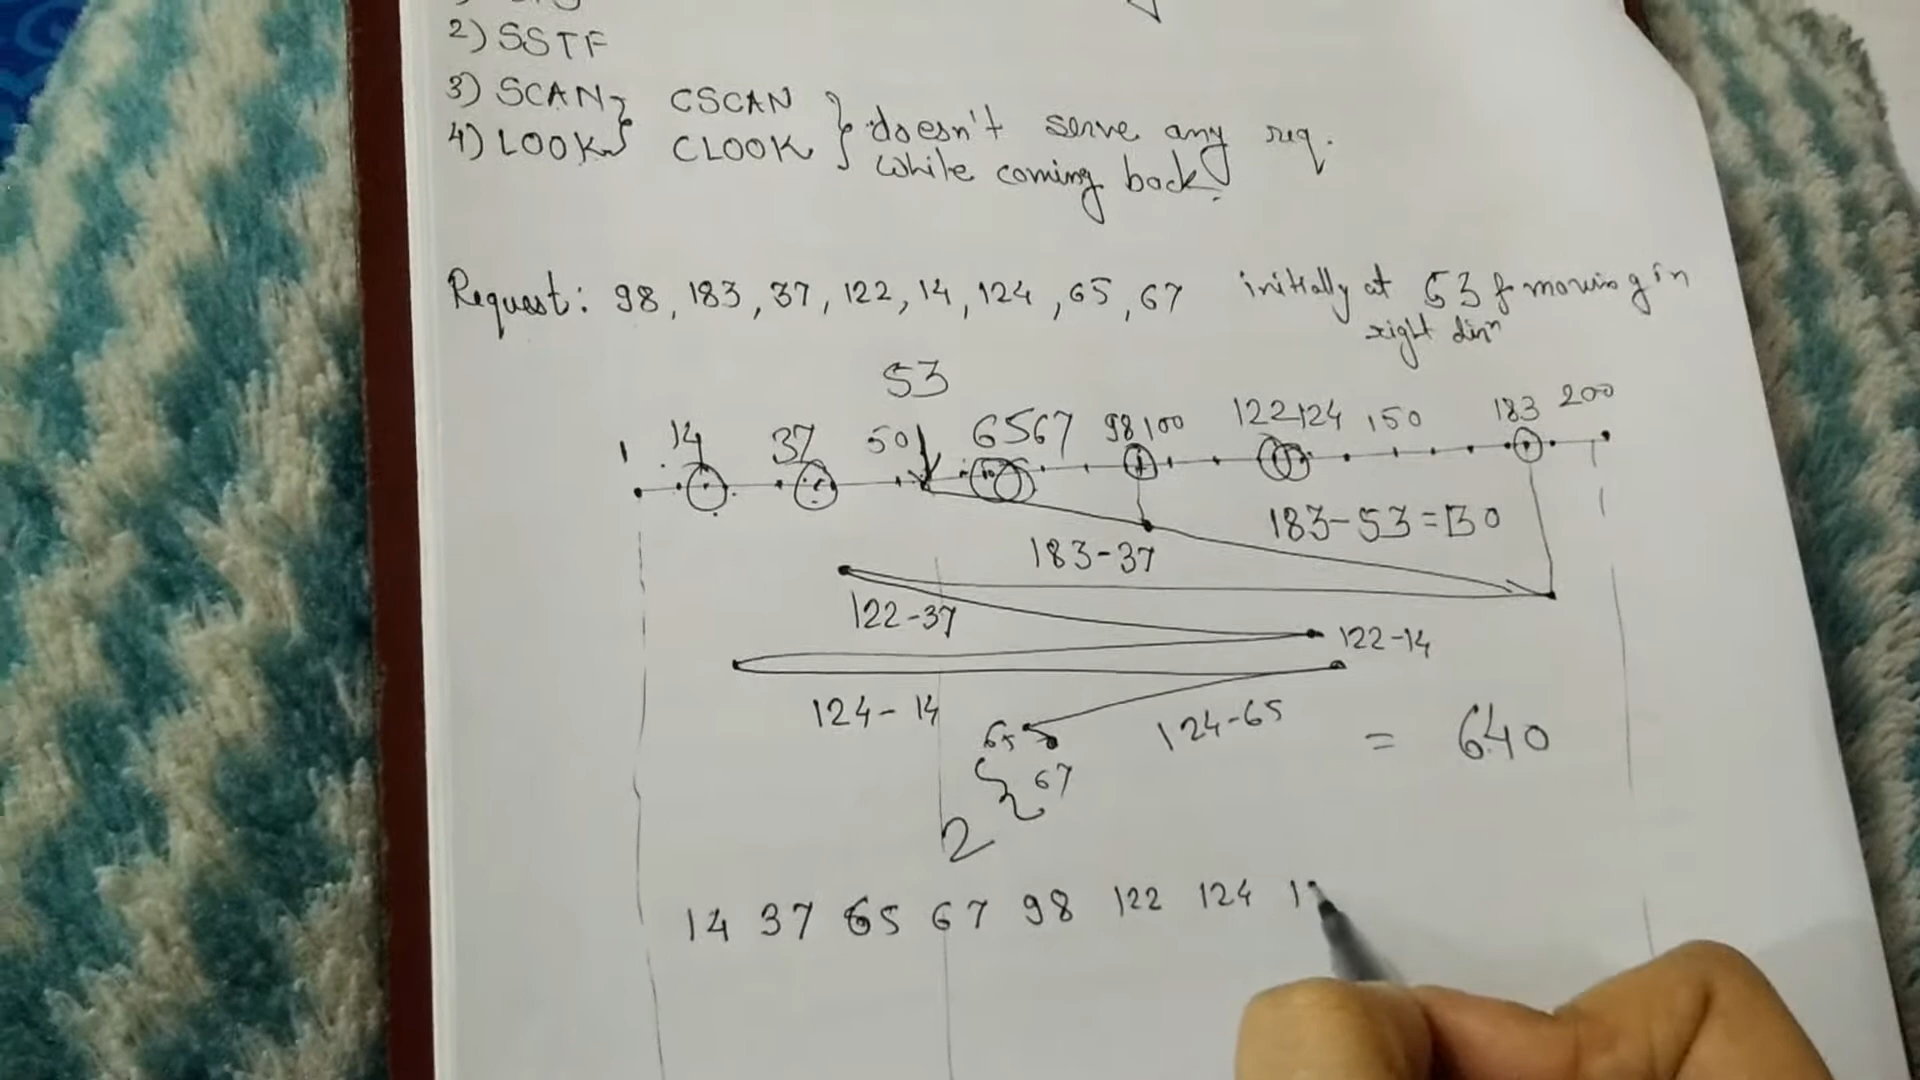 2) SSTF
3) SCAN } CSCAN } doesn't serve any req.
4) LOOK } CLOOK } while coming back.
Request: 98, 183, 37, 122, 14, 124, 65, 67 initially at 53 & moving in
right dirn
53
1 14 37 50 65 67 98 100 122 124 150 183 200
183-53=130
183-37
122-37
122-14
124-14
65
124-65
= 640
67
2
14 37 65 67 98 122 124 1